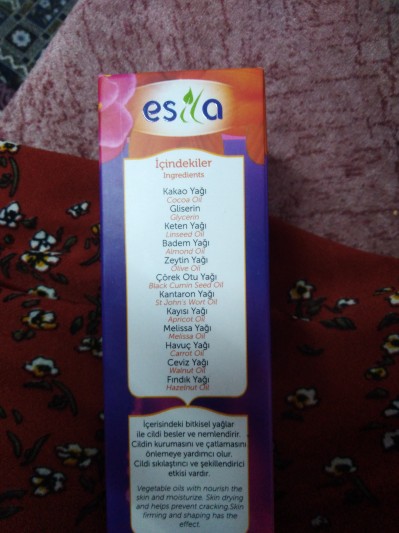 esila
İçindekiler
Ingredients
Kakao Yağı
Cocoa Oil
Gliserin
Glycerin
Keten Yağı
Linseed Oil
Badem Yağı
Almond Oil
Zeytin Yağı
Olive Oil
Çörek Otu Yağı
Black Cumin Seed Oil
Kantaron Yağı
St John's Wort Oil
Kayısı Yağı
Apricot Oil
Melissa Yağı
Melissa Oil
Havuç Yağı
Carrot Oil
Ceviz Yağı
Walnut Oil
Fındık Yağı
Hazelnut Oil
İçerisindeki bitkisel yağlar
ile cildi besler ve nemlendirir.
Cildin kurumasını ve çatlamasını
önlemeye yardımcı olur.
Cildi sıkılaştırıcı ve şekillendirici
etkisi vardır.
Vegetable oils with nourish the
skin and moisturize. Skin drying
and helps prevent cracking.Skin
firming and shaping has the
effect.